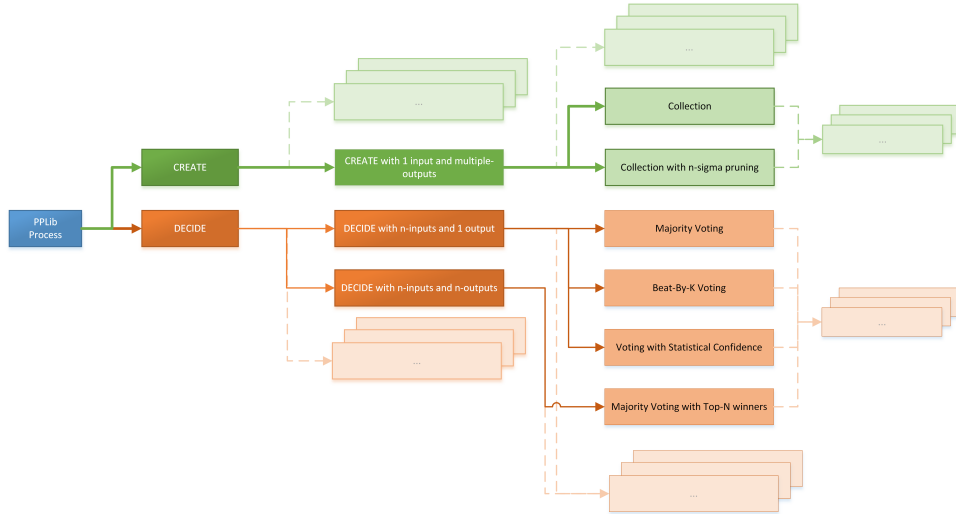 ...
...
Collection
...
CREATE
CREATE with 1 input and multiple-
outputs
Collection with n-sigma pruning
PPLib
Process
DECIDE
DECIDE with n-inputs and 1 output
Majority Voting
DECIDE with n-inputs and n-outputs
Beat-By-K Voting
...
...
Voting with Statistical Confidence
Majority Voting with Top-N winners
...